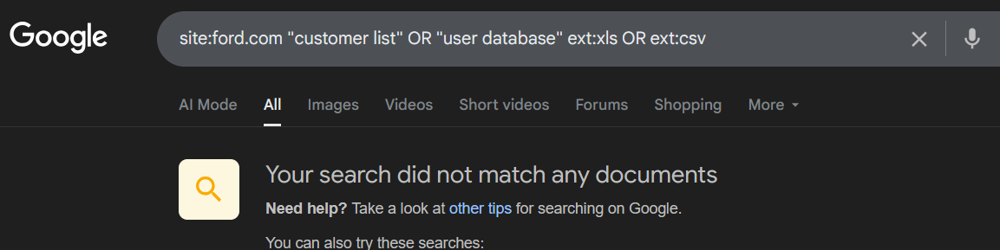 Google
site:ford.com "customer list" OR "user database" ext:xls OR ext:csv
AI Mode All Images Videos Short videos Forums Shopping More
Your search did not match any documents
Need help? Take a look at other tips for searching on Google.
You can also try these searches: